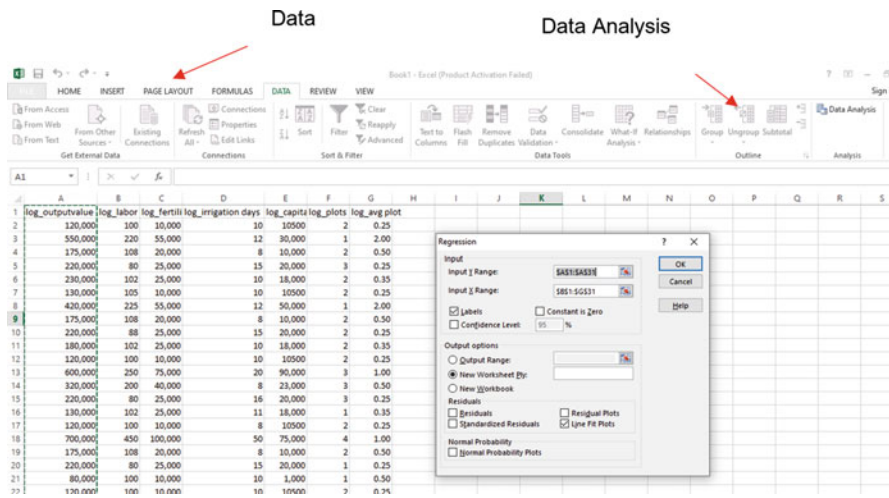 Data
Data Analysis
Book1 - Excel (Product Activation Failed)
HOME INSERT PAGE LAYOUT FORMULAS DATA REVIEW VIEW
Sign
From Access
From Web
From Text
From Other Sources
Existing Connections
Get External Data
Refresh All
Connections
Properties
Edit Links
Connections
Sort
Filter
Clear
Reapply
Advanced
Sort & Filter
Text to Columns
Flash Fill
Remove Duplicates
Data Validation
Consolidate
What-If Analysis
Relationships
Data Tools
Group
Ungroup
Subtotal
Outline
Data Analysis
Analysis
A1 fx
A B C D E F G H I J K L M N O P Q R S
1 log_outputvalue log_labor log_fertili log_irrigation days log_capita log_plots log_avg plot
2 120,000 100 10,000 10 10500 2 0.25
3 550,000 220 55,000 12 30,000 1 2.00
4 175,000 108 20,000 8 10,000 2 0.50
5 220,000 80 25,000 15 20,000 3 0.25
6 230,000 102 25,000 10 18,000 2 0.35
7 130,000 105 10,000 10 10500 2 0.25
8 420,000 225 55,000 12 50,000 1 2.00
9 175,000 108 20,000 8 10,000 2 0.50
10 220,000 88 25,000 15 20,000 2 0.25
11 180,000 102 25,000 10 18,000 2 0.35
12 120,000 100 10,000 10 10500 2 0.25
13 600,000 250 75,000 20 90,000 3 1.00
14 320,000 200 40,000 8 23,000 3 0.50
15 220,000 80 25,000 16 20,000 3 0.25
16 130,000 102 25,000 11 18,000 1 0.35
17 120,000 100 10,000 8 10500 2 0.25
18 700,000 450 100,000 50 75,000 4 1.00
19 175,000 108 20,000 8 10,000 2 0.50
20 220,000 80 25,000 15 20,000 1 0.25
21 80,000 100 10,000 10 1,000 1 0.25
22 120,000 100 10,000 10 10500 2 0.25
Regression ? X
Input
Input Y Range: $A$1:$A$31
Input X Range: $B$1:$G$31
Labels Constant is Zero
Confidence Level: 95 %
OK
Cancel
Help
Output options
Output Range:
New Worksheet Ply:
New Workbook
Residuals
Residuals Residual Plots
Standardized Residuals Line Fit Plots
Normal Probability
Normal Probability Plots